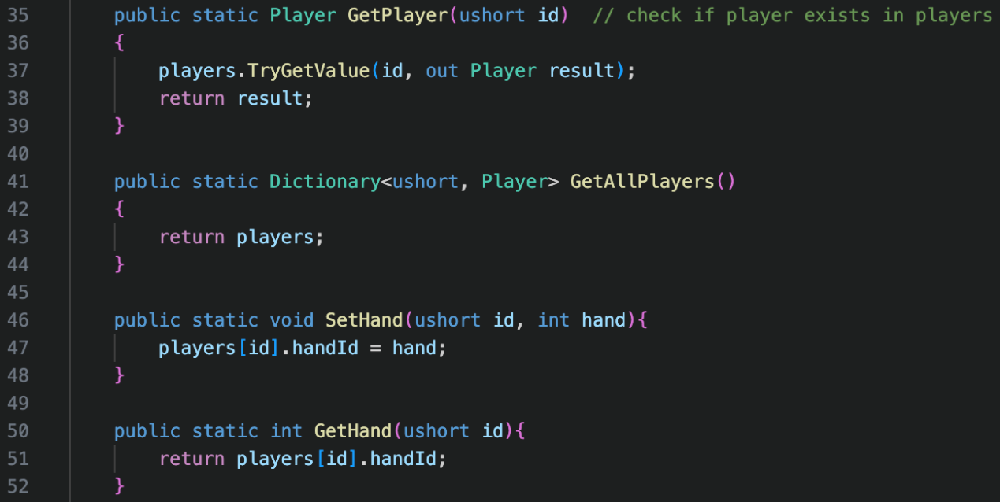 35 public static Player GetPlayer(ushort id)  // check if player exists in players
36 {
37     players.TryGetValue(id, out Player result);
38     return result;
39 }
40
41 public static Dictionary<ushort, Player> GetAllPlayers()
42 {
43     return players;
44 }
45
46 public static void SetHand(ushort id, int hand){
47     players[id].handId = hand;
48 }
49
50 public static int GetHand(ushort id){
51     return players[id].handId;
52 }